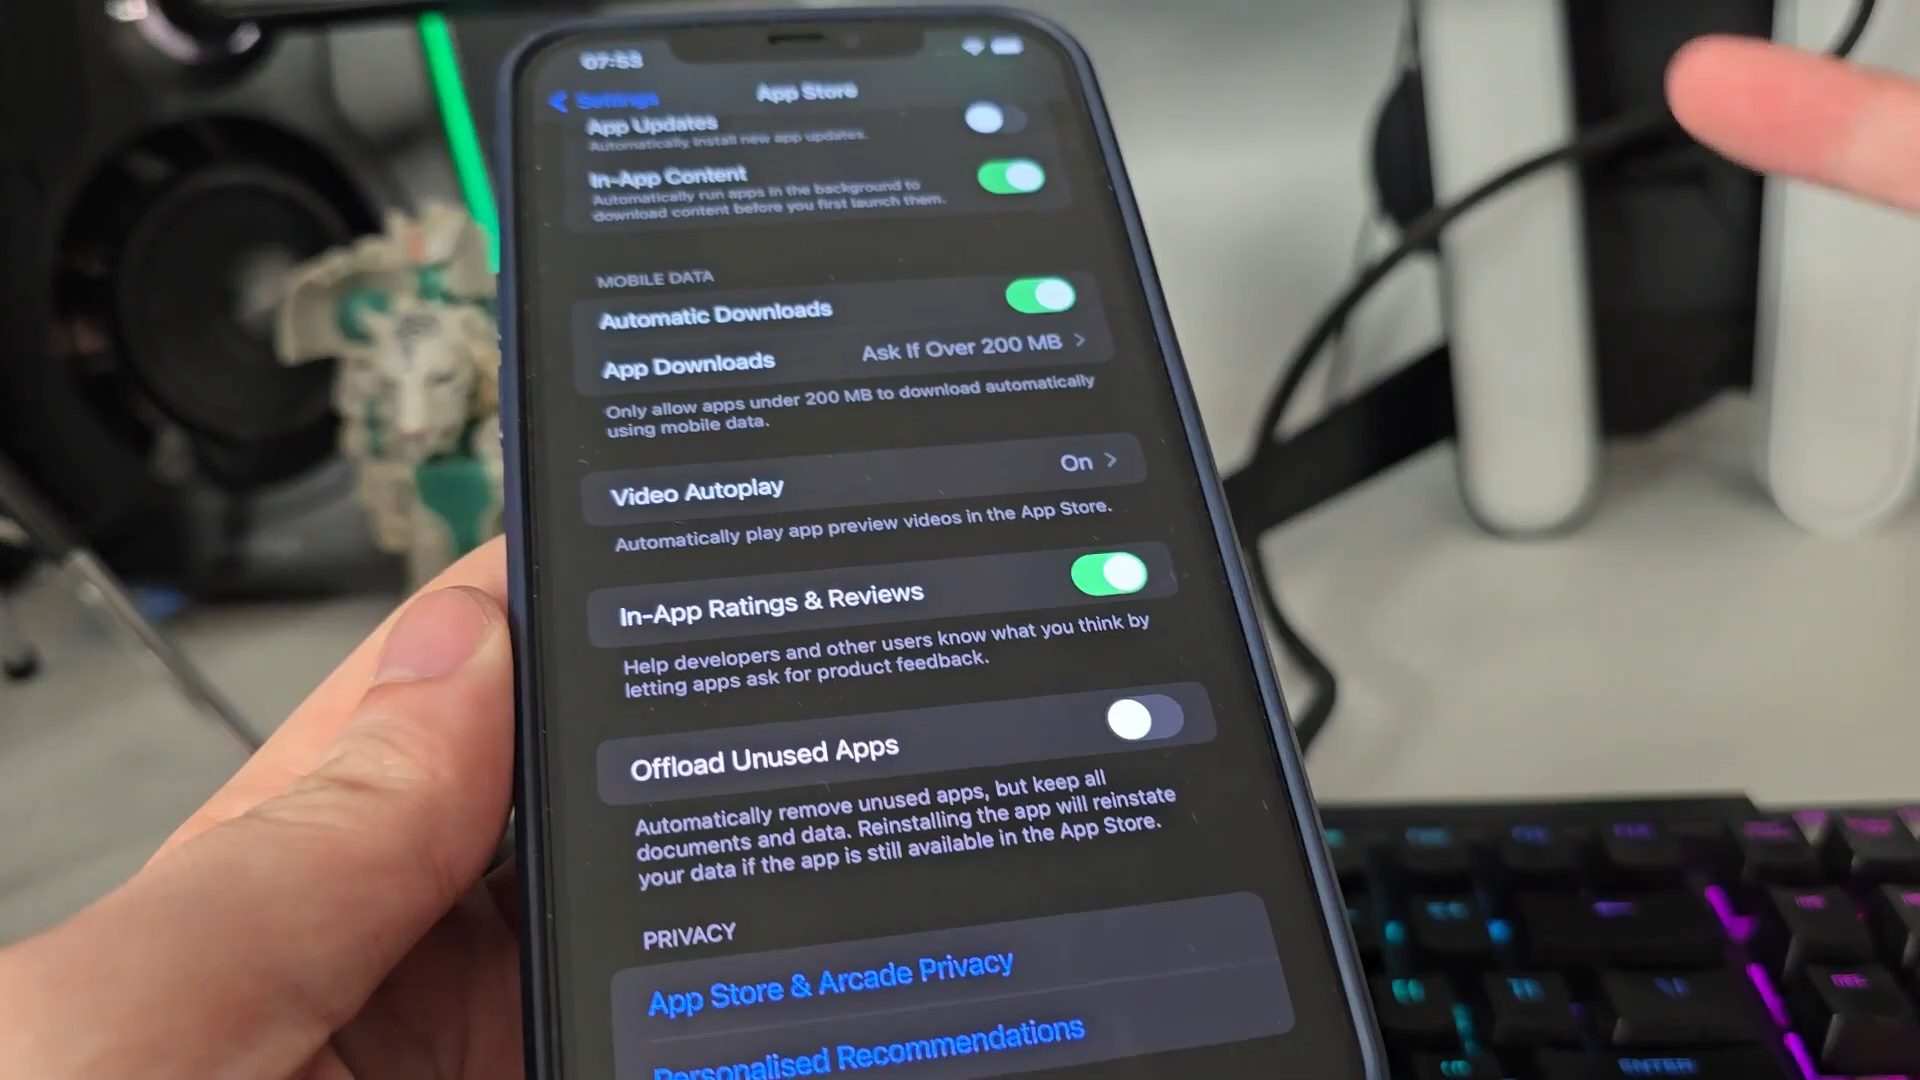 07:53
Settings
App Store
App Updates
Automatically install new app updates.
In-App Content
Automatically run apps in the background to
download content before you first launch them.
MOBILE DATA
Automatic Downloads
App Downloads
Ask If Over 200 MB
Only allow apps under 200 MB to download automatically
using mobile data.
Video Autoplay
On
Automatically play app preview videos in the App Store.
In-App Ratings & Reviews
Help developers and other users know what you think by
letting apps ask for product feedback.
Offload Unused Apps
Automatically remove unused apps, but keep all
documents and data. Reinstalling the app will reinstate
your data if the app is still available in the App Store.
PRIVACY
App Store & Arcade Privacy
Personalised Recommendations
ENTER